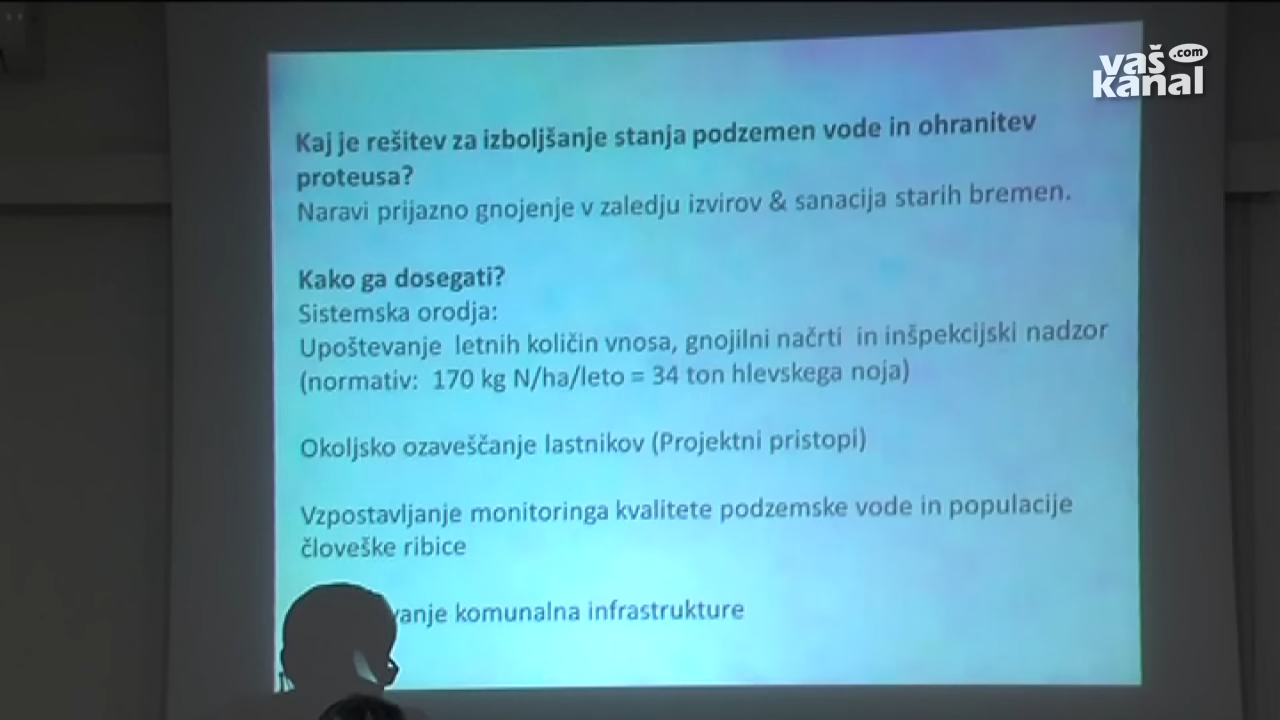 vaš .com
kanal
Kaj je rešitev za izboljšanje stanja podzemen vode in ohranitev
proteusa?
Naravi prijazno gnojenje v zaledju izvirov & sanacija starih bremen.
Kako ga dosegati?
Sistemska orodja:
Upoštevanje letnih količin vnosa, gnojilni načrti in inšpekcijski nadzor
(normativ: 170 kg N/ha/leto = 34 ton hlevskega noja)
Okoljsko ozaveščanje lastnikov (Projektni pristopi)
Vzpostavljanje monitoringa kvalitete podzemske vode in populacije
človeške ribice
komunalna infrastrukture